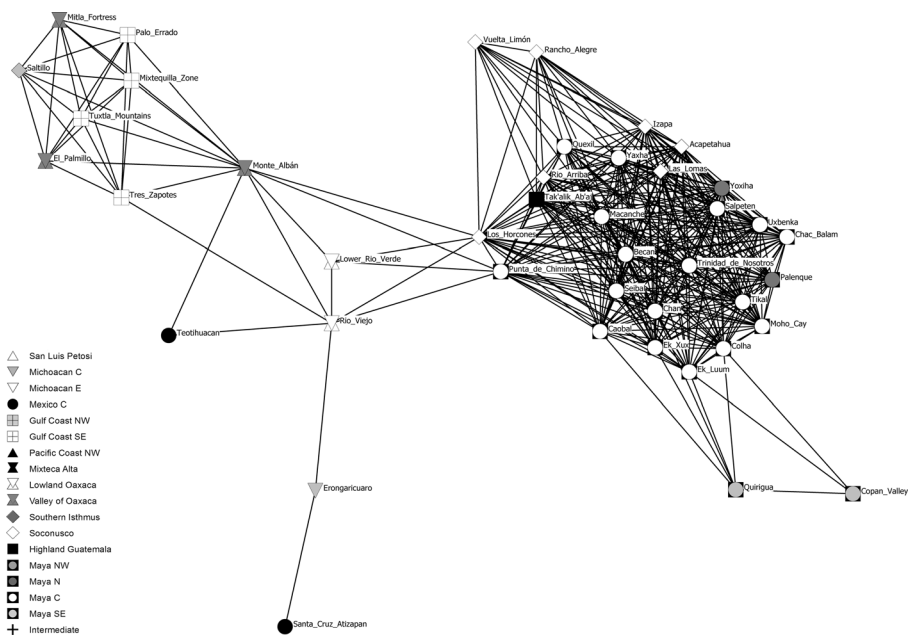 Mitla_Fortress
Palo_Errado
Saltillo
Mixtequilla_Zone
Tuxtla_Mountains
El_Palmillo
Monte_Albán
Tres_Zapotes
Vuelta_Limón
Rancho_Alegre
Izapa
Quexil
Yaxha
Acapetahua
Rio_Arriba
Las_Lomas
Tak'alik_Ab'aj
Yoxiha
Macanche
Salpeten
Uxbenka
Los_Horcones
Chac_Balam
Becan
Lower_Rio_Verde
Punta_de_Chimino
Trinidad_de_Nosotros
Seibal
Palenque
Tikal
Chan
Rio_Viejo
Teotihuacan
Caobal
Moho_Cay
Ek_Xux
Colha
Ek_Luum
Erongaricuaro
Quirigua
Copan_Valley
Santa_Cruz_Atizapan
San Luis Petosi
Michoacan C
Michoacan E
Mexico C
Gulf Coast NW
Gulf Coast SE
Pacific Coast NW
Mixteca Alta
Lowland Oaxaca
Valley of Oaxaca
Southern Isthmus
Soconusco
Highland Guatemala
Maya NW
Maya N
Maya C
Maya SE
Intermediate